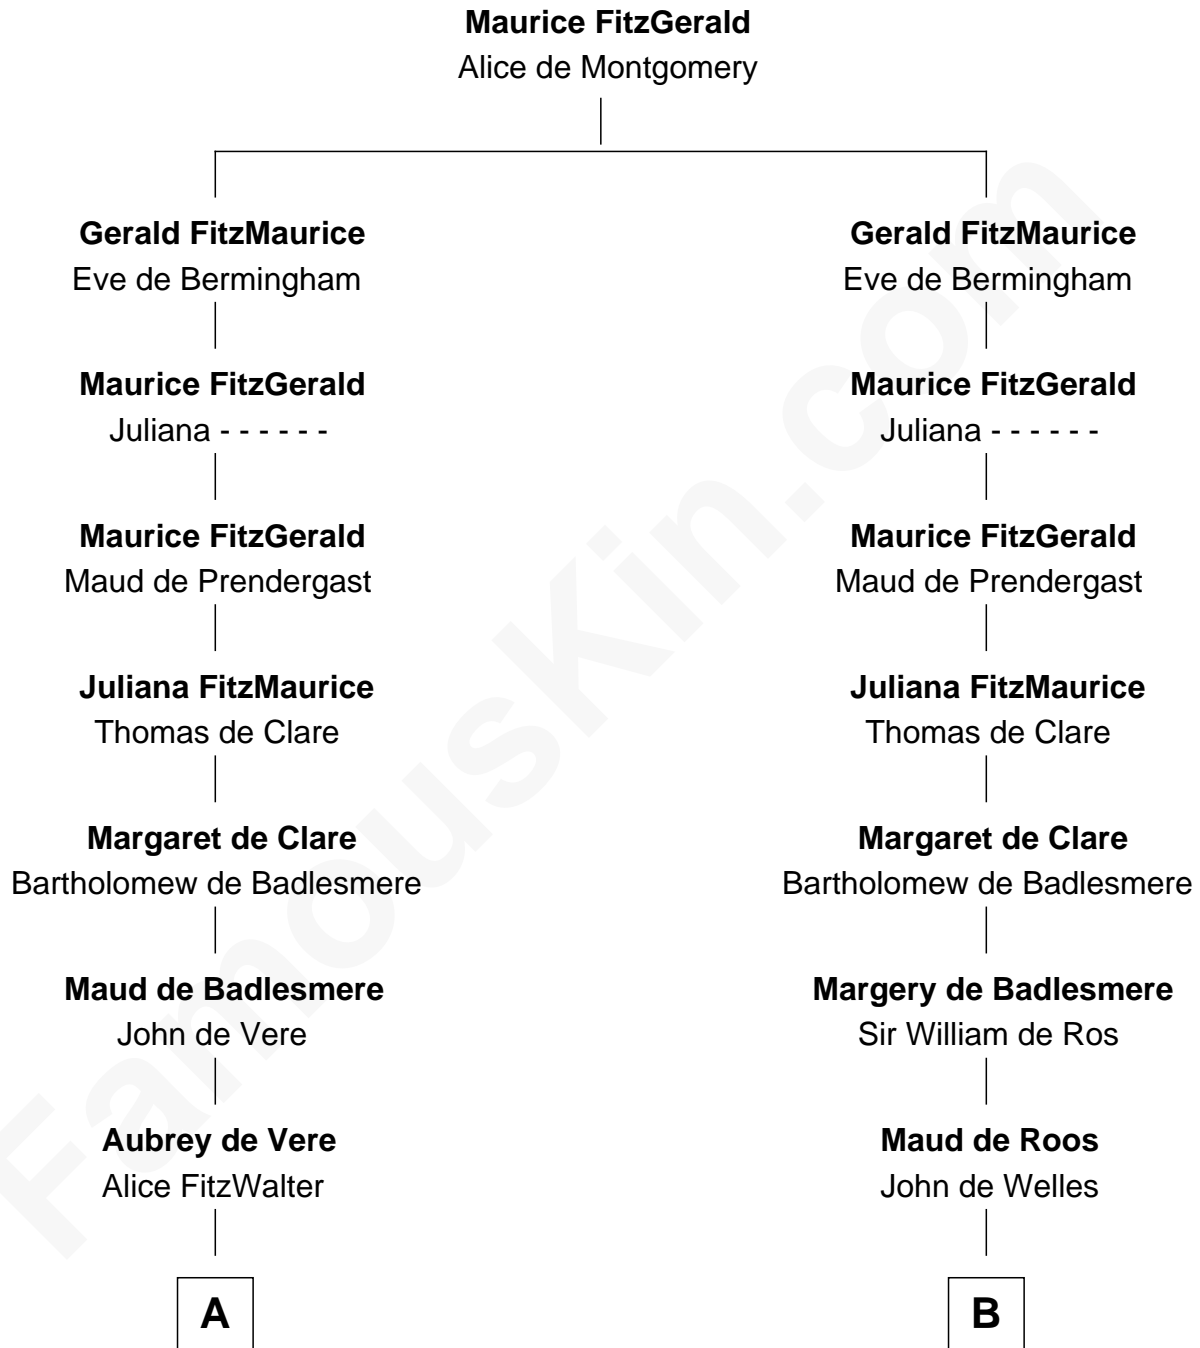 Maurice FitzGerald
Alice de Montgomery
Gerald FitzMaurice
Eve de Bermingham
Gerald FitzMaurice
Eve de Bermingham
Maurice FitzGerald
Juliana - - - - - -
Maurice FitzGerald
Juliana - - - - - -
Maurice FitzGerald
Maud de Prendergast
Maurice FitzGerald
Maud de Prendergast
Juliana FitzMaurice
Thomas de Clare
Juliana FitzMaurice
Thomas de Clare
Margaret de Clare
Bartholomew de Badlesmere
Margaret de Clare
Bartholomew de Badlesmere
Maud de Badlesmere
John de Vere
Margery de Badlesmere
Sir William de Ros
Aubrey de Vere
Alice FitzWalter
Maud de Roos
John de Welles
A
B
FamousKin.com